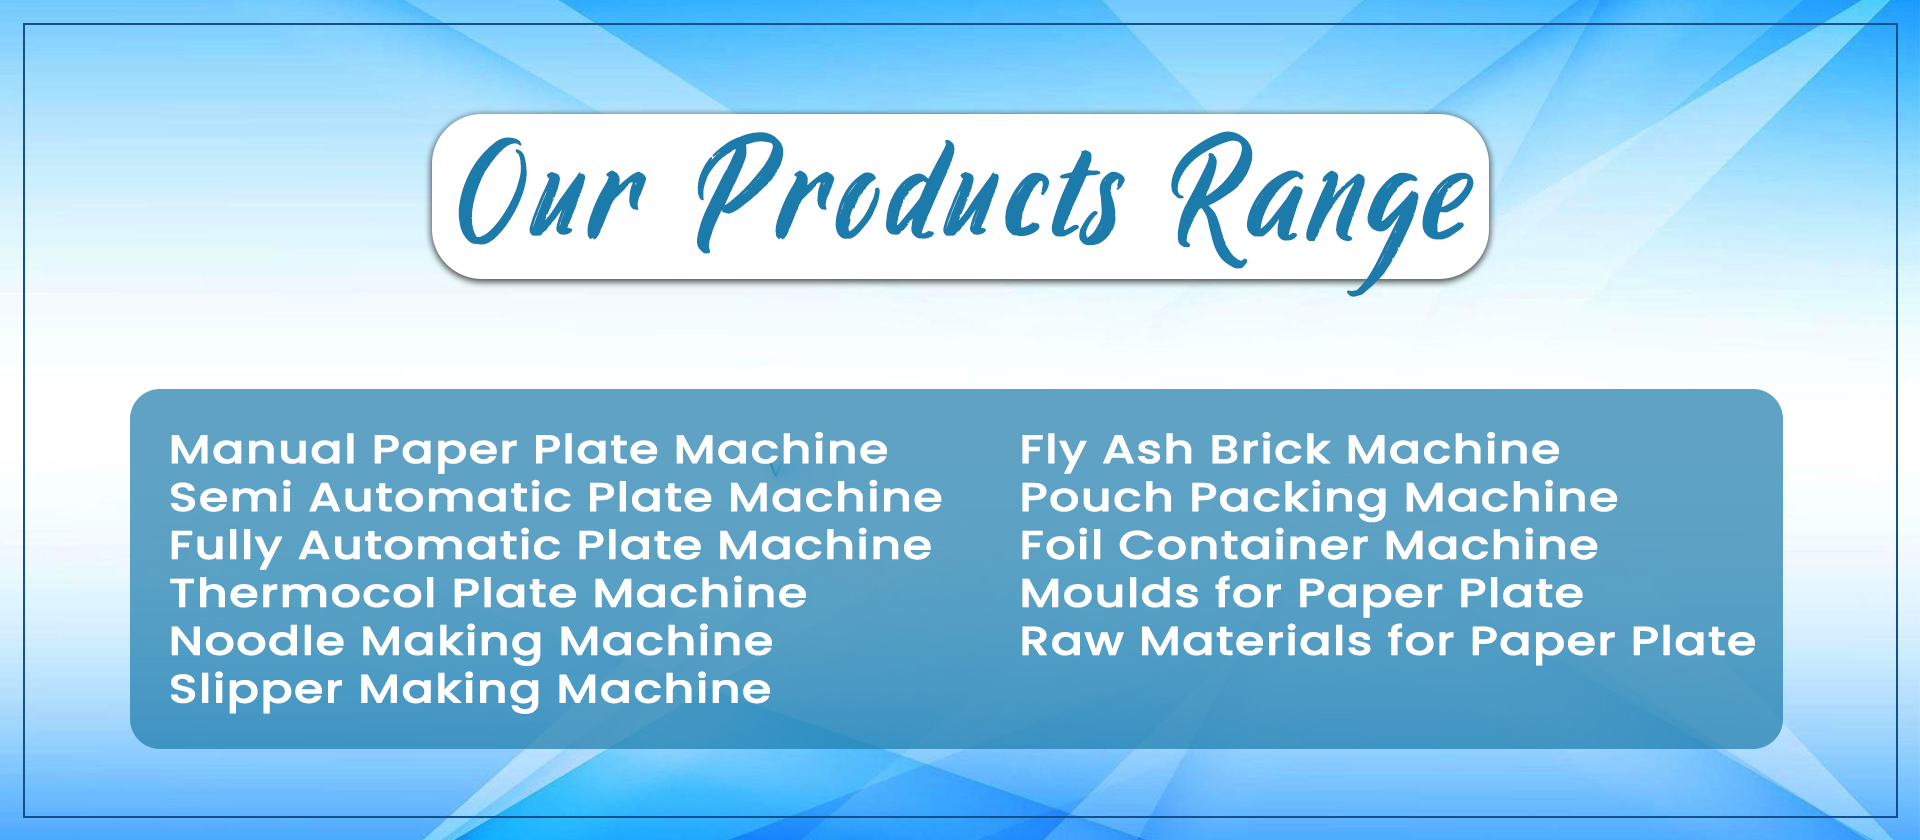 Our Products Range
Manual Paper Plate Machine
Semi Automatic Plate Machine
Fully Automatic Plate Machine
Thermocol Plate Machine
Noodle Making Machine
Slipper Making Machine
Fly Ash Brick Machine
Pouch Packing Machine
Foil Container Machine
Moulds for Paper Plate
Raw Materials for Paper Plate